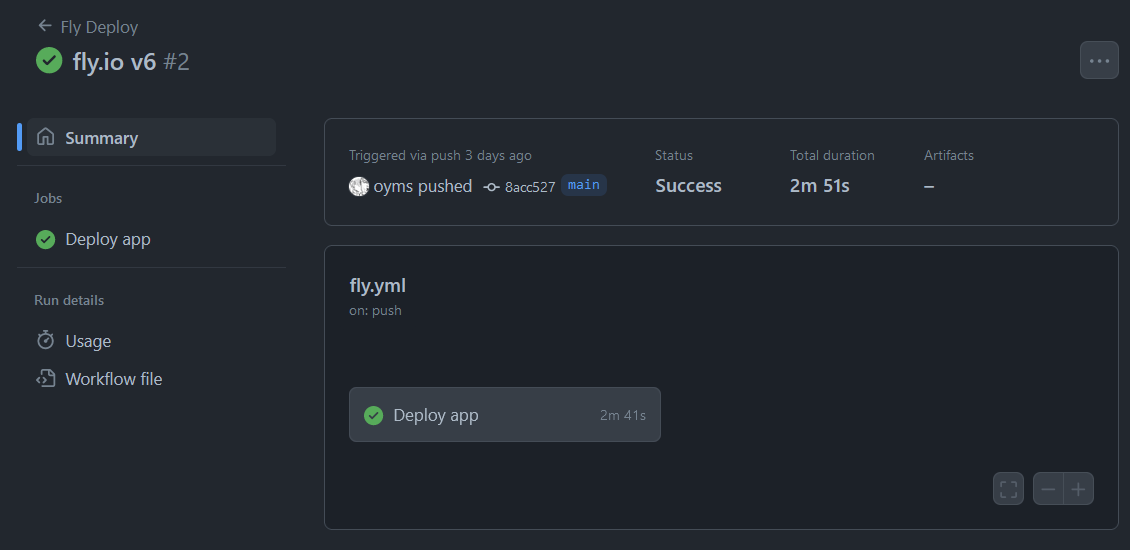 Fly Deploy
fly.io v6 #2
Summary
Jobs
Deploy app
Run details
Usage
Workflow file
Triggered via push 3 days ago
oyms pushed 8acc527 main
Status
Success
Total duration
2m 51s
Artifacts
–
fly.yml
on: push
Deploy app 2m 41s